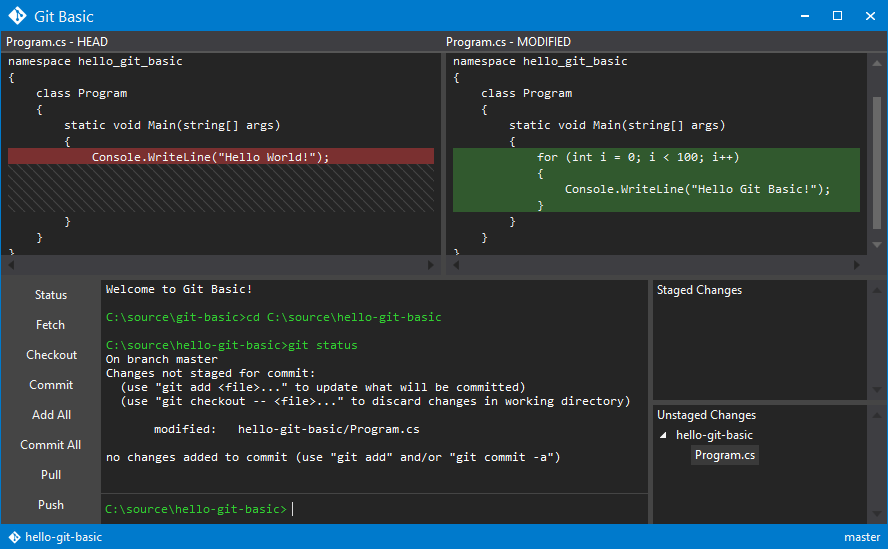 Git Basic
Program.cs - HEAD
namespace hello_git_basic
{
    class Program
    {
        static void Main(string[] args)
        {
            Console.WriteLine("Hello World!");
        }
    }
}
Program.cs - MODIFIED
namespace hello_git_basic
{
    class Program
    {
        static void Main(string[] args)
        {
            for (int i = 0; i < 100; i++)
            {
                Console.WriteLine("Hello Git Basic!");
            }
        }
    }
}
Status
Fetch
Checkout
Commit
Add All
Commit All
Pull
Push
Welcome to Git Basic!
C:\source\git-basic>cd C:\source\hello-git-basic
C:\source\hello-git-basic>git status
On branch master
Changes not staged for commit:
  (use "git add <file>..." to update what will be committed)
  (use "git checkout -- <file>..." to discard changes in working directory)
        modified:   hello-git-basic/Program.cs
no changes added to commit (use "git add" and/or "git commit -a")
C:\source\hello-git-basic>
Staged Changes
Unstaged Changes
hello-git-basic
Program.cs
hello-git-basic
master